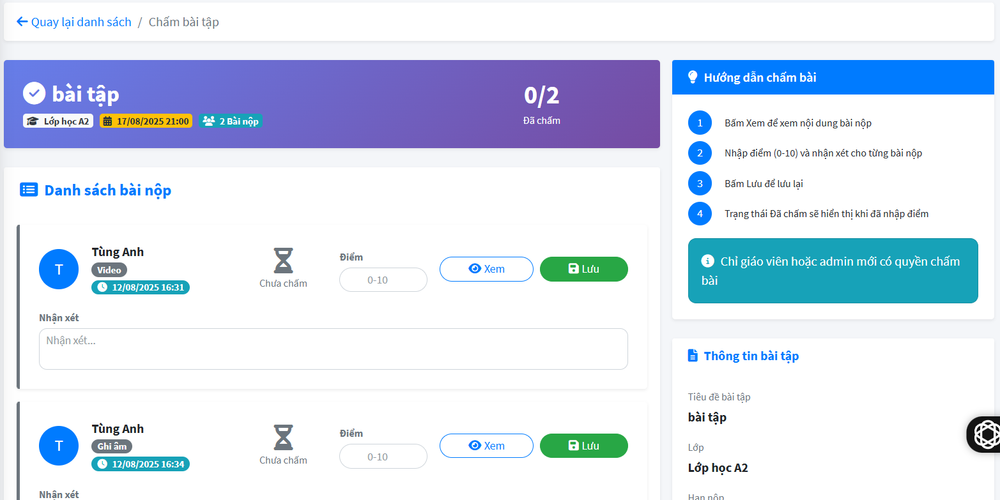 Quay lại danh sách / Chấm bài tập
bài tập
Lớp học A2 17/08/2025 21:00 2 Bài nộp
0/2
Đã chấm
Danh sách bài nộp
T
Tùng Anh
Video
12/08/2025 16:31
Chưa chấm
Điểm
0-10
Xem
Lưu
Nhận xét
Nhận xét...
T
Tùng Anh
Ghi âm
12/08/2025 16:34
Chưa chấm
Điểm
0-10
Xem
Lưu
Nhận xét
Hướng dẫn chấm bài
1 Bấm Xem để xem nội dung bài nộp
2 Nhập điểm (0-10) và nhận xét cho từng bài nộp
3 Bấm Lưu để lưu lại
4 Trạng thái Đã chấm sẽ hiển thị khi đã nhập điểm
Chỉ giáo viên hoặc admin mới có quyền chấm
bài
Thông tin bài tập
Tiêu đề bài tập
bài tập
Lớp
Lớp học A2
Hạn nộp